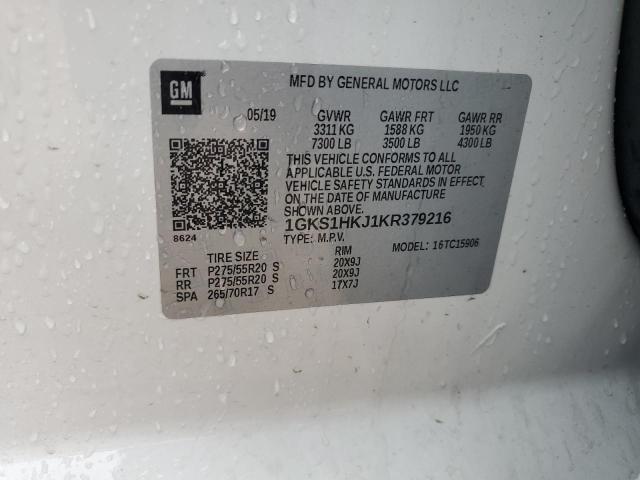 GM
MFD BY GENERAL MOTORS LLC
05/19 GVWR GAWR FRT GAWR RR
3311 KG 1588 KG 1950 KG
7300 LB 3500 LB 4300 LB
THIS VEHICLE CONFORMS TO ALL
APPLICABLE U.S. FEDERAL MOTOR
VEHICLE SAFETY STANDARDS IN EFFECT
ON THE DATE OF MANUFACTURE
SHOWN ABOVE.
1GKS1HKJ1KR379216
8624
TYPE: M.P.V. MODEL: 16TC15906
TIRE SIZE RIM
FRT P275/55R20 S 20X9J
RR P275/55R20 S 20X9J
SPA 265/70R17 S 17X7J